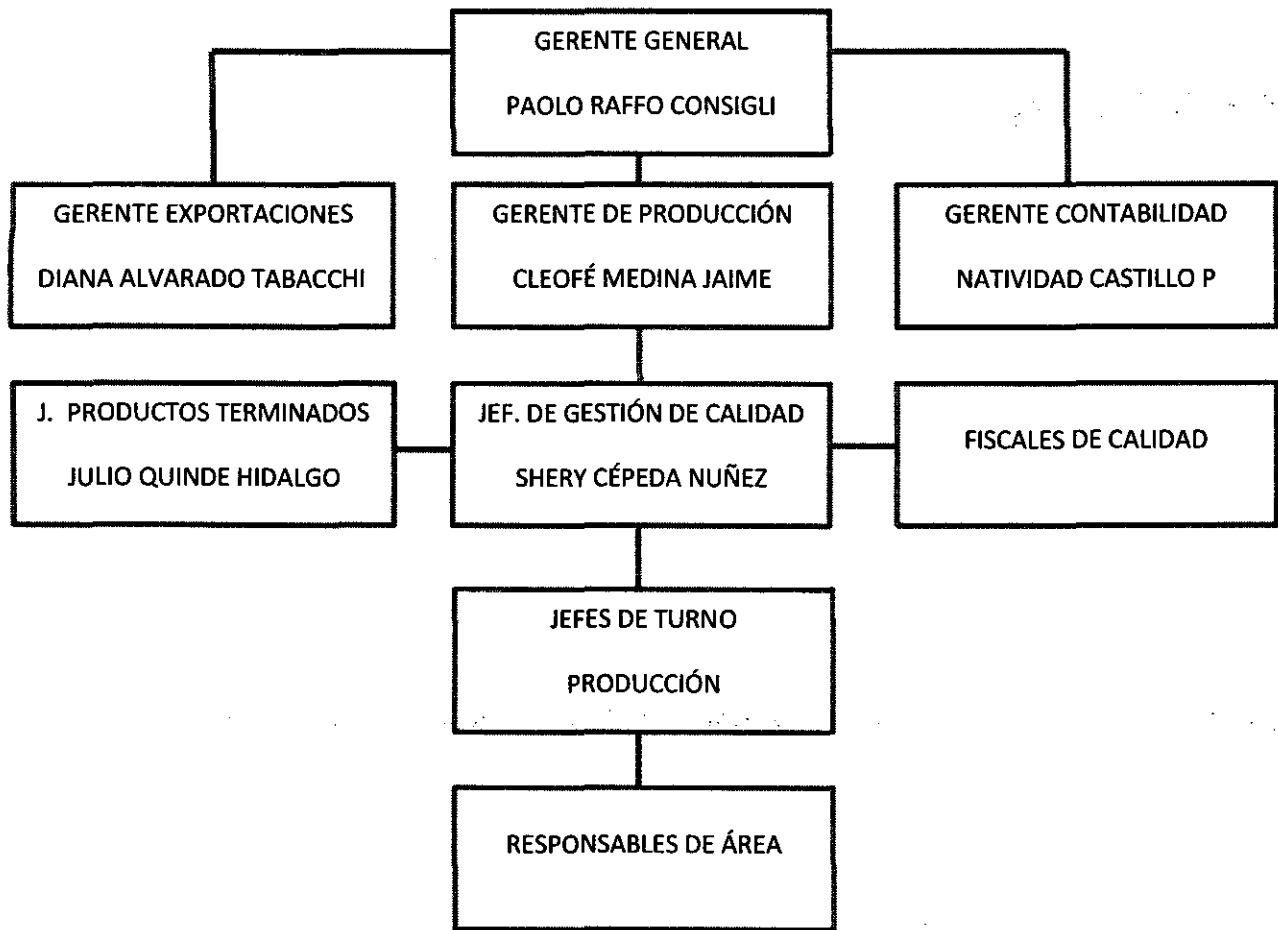 GERENTE GENERAL
PAOLO RAFFO CONSIGLI
GERENTE EXPORTACIONES
DIANA ALVARADO TABACCHI
GERENTE DE PRODUCCIÓN
CLEOFÉ MEDINA JAIME
GERENTE CONTABILIDAD
NATIVIDAD CASTILLO P
J. PRODUCTOS TERMINADOS
JULIO QUINDE HIDALGO
JEF. DE GESTIÓN DE CALIDAD
SHERY CÉPEDA NUÑEZ
FISCALES DE CALIDAD
JEFES DE TURNO
PRODUCCIÓN
RESPONSABLES DE ÁREA